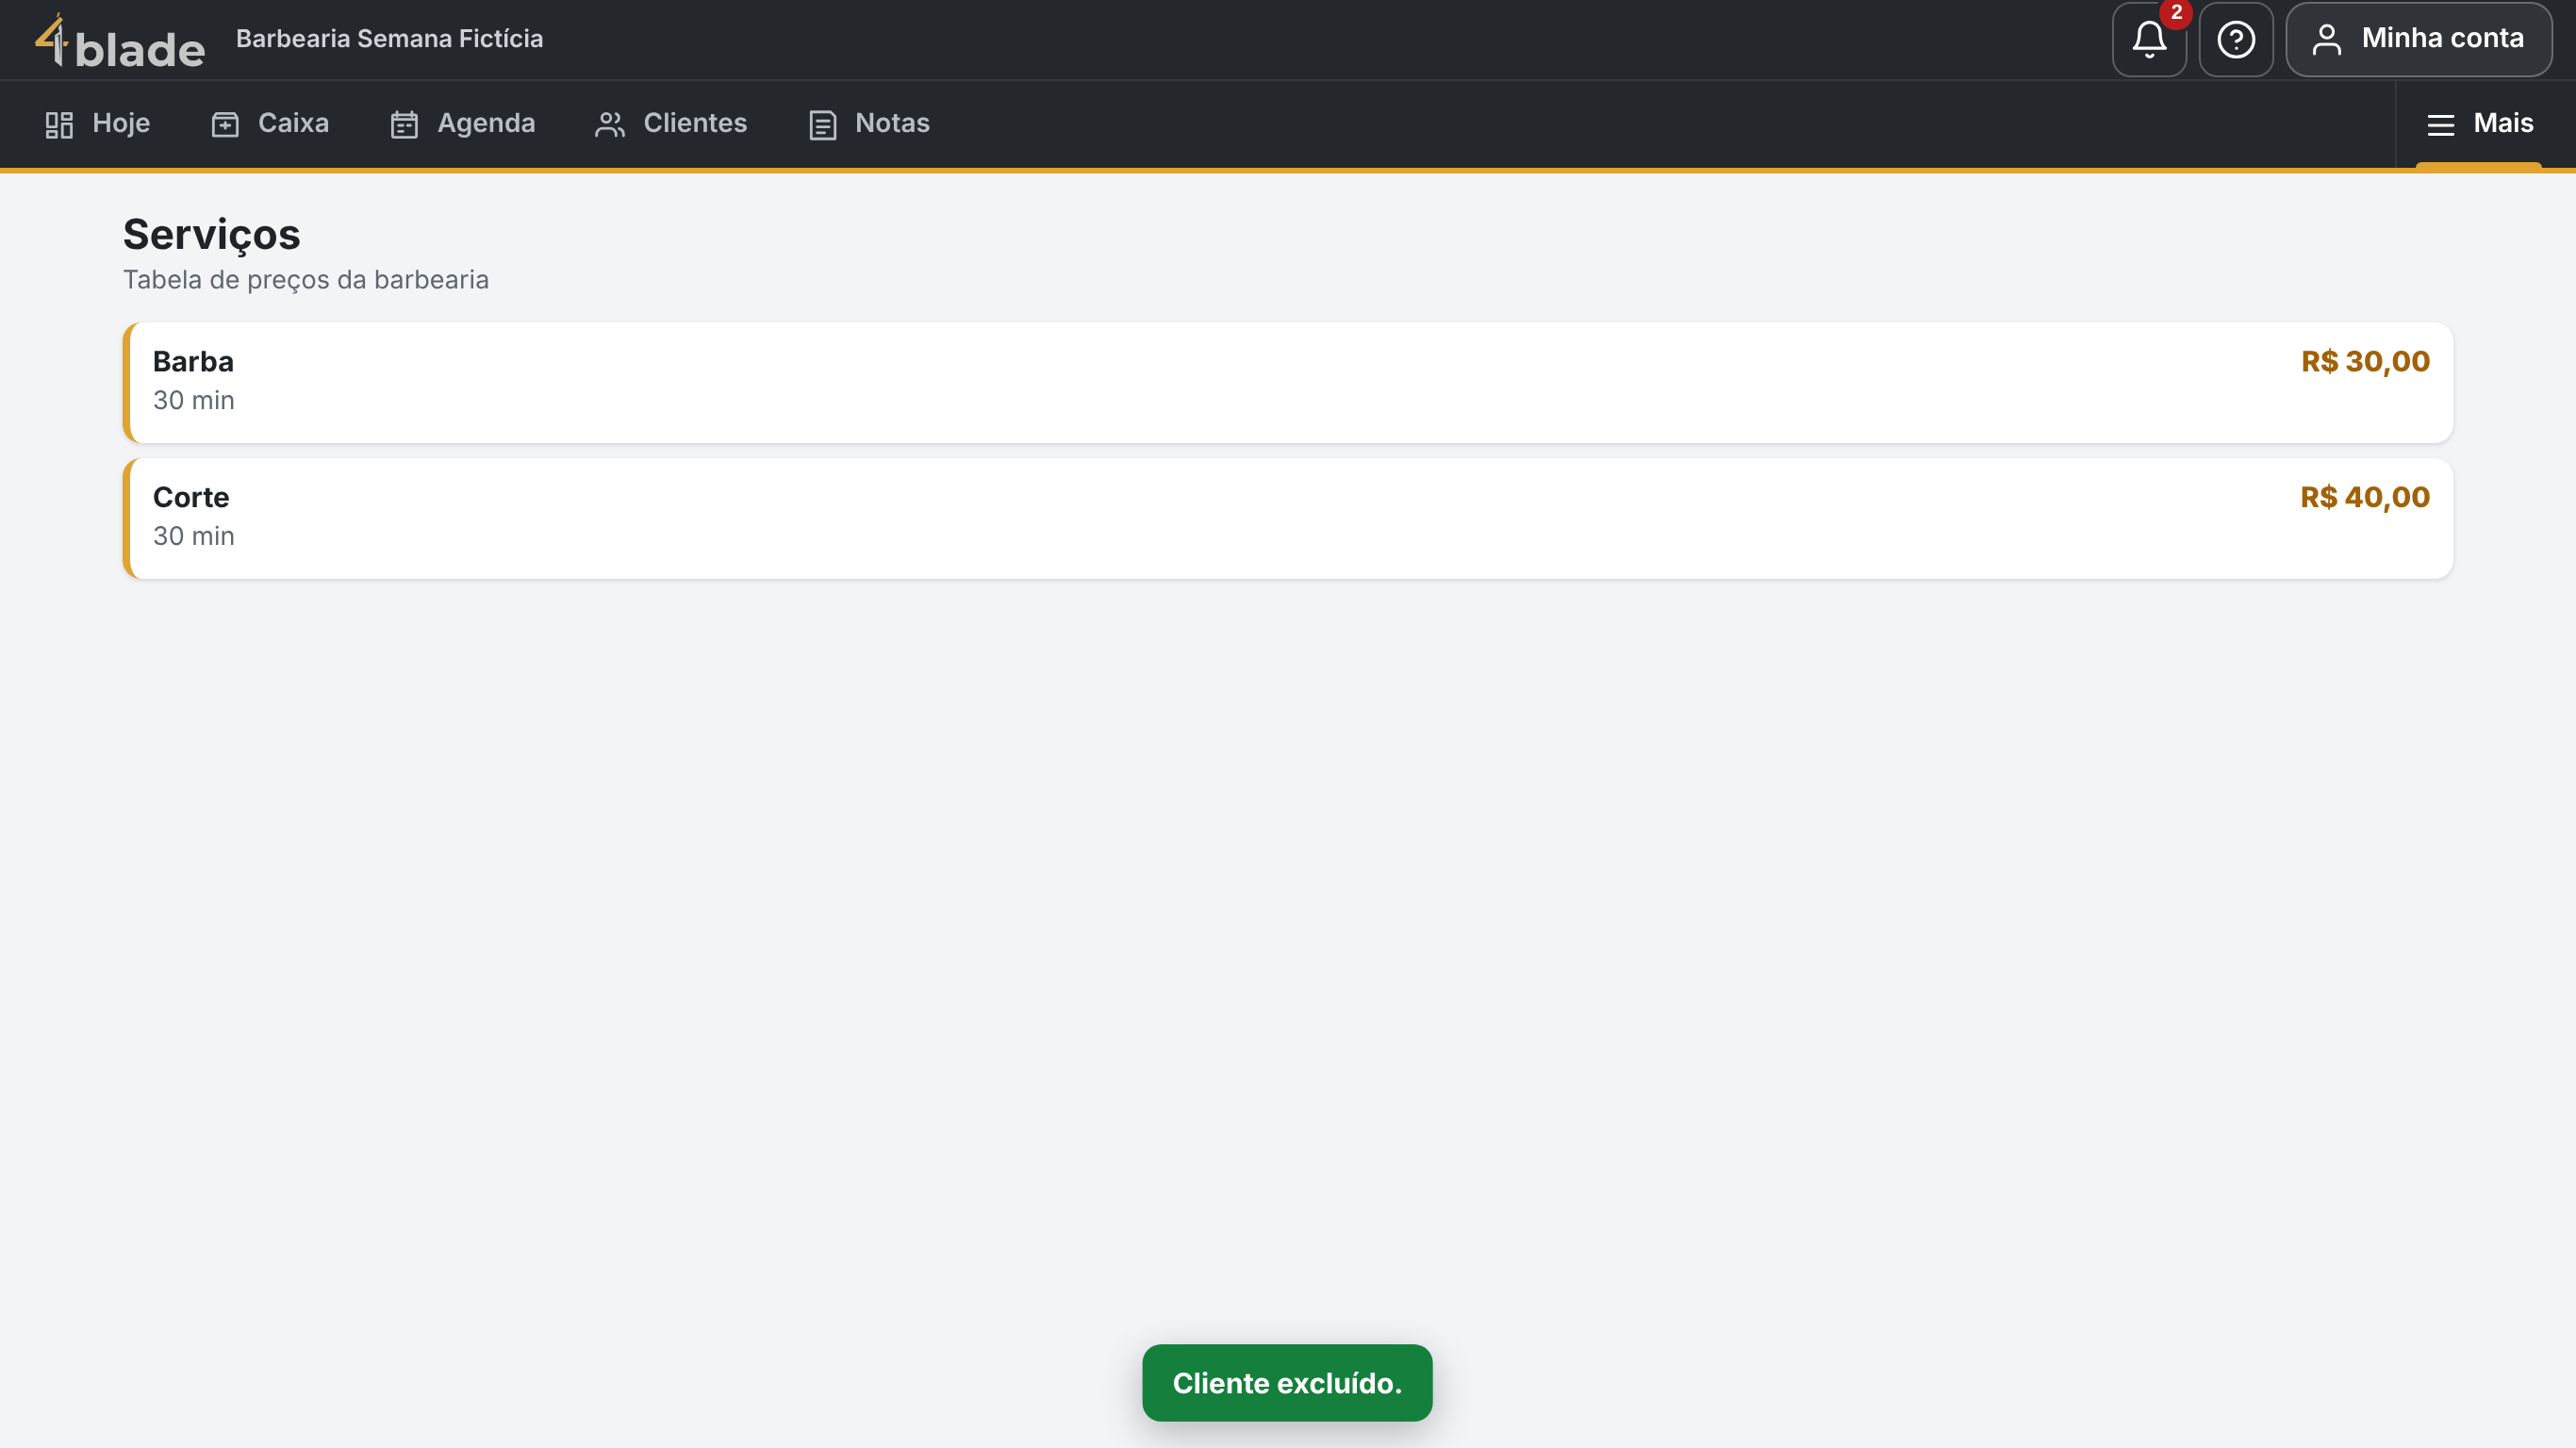 4blade
Barbearia Semana Fictícia
2
Minha conta
Hoje
Caixa
Agenda
Clientes
Notas
Mais
Serviços
Tabela de preços da barbearia
Barba
R$ 30,00
30 min
Corte
R$ 40,00
30 min
Cliente excluído.